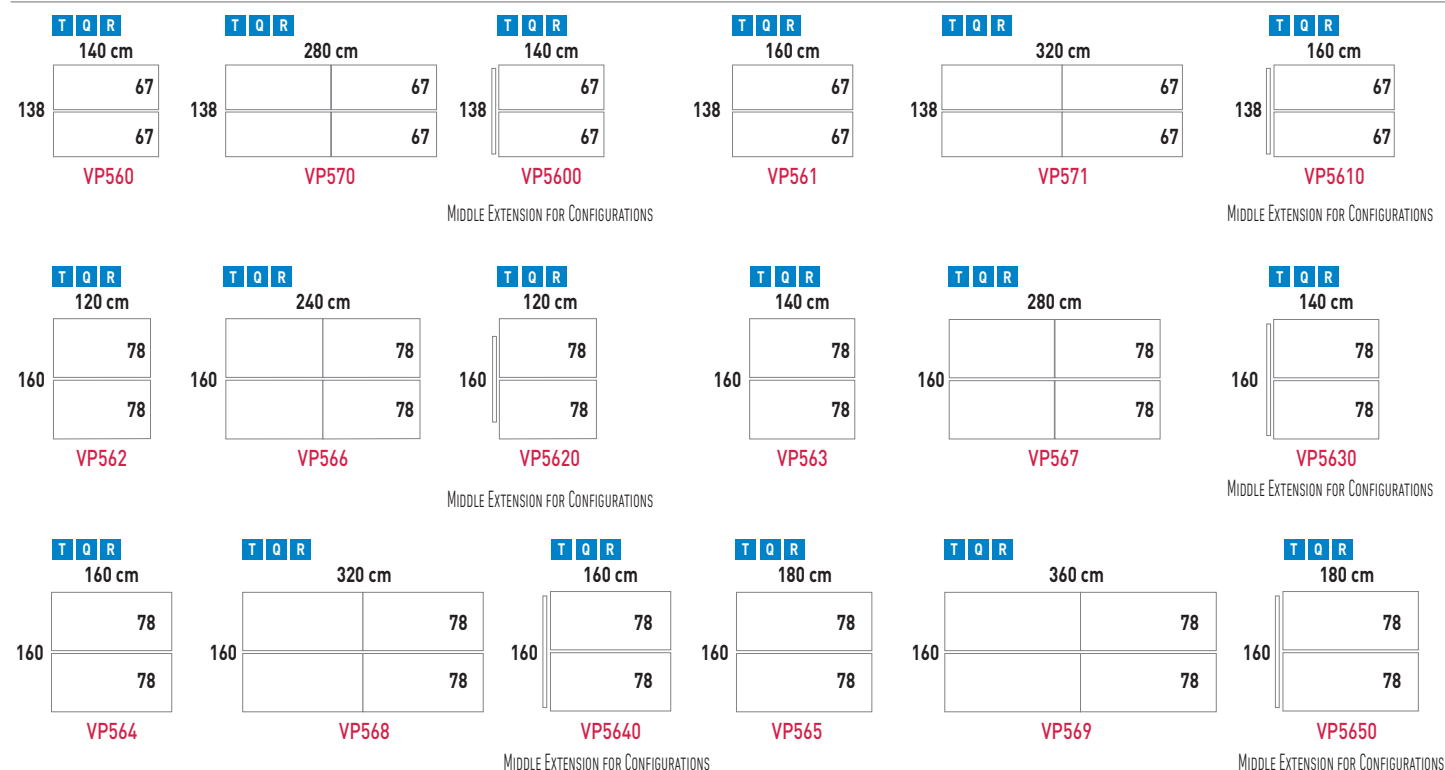 T Q R T Q R T Q R T Q R T Q R T Q R
140 cm 280 cm 140 cm 160 cm 320 cm 160 cm
67 67 67 67 67 67
138 138 138 138 138 138
67 67 67 67 67 67
VP560 VP570 VP5600 VP561 VP571 VP5610
MIDDLE EXTENSION FOR CONFIGURATIONS MIDDLE EXTENSION FOR CONFIGURATIONS
T Q R T Q R T Q R T Q R T Q R T Q R
120 cm 240 cm 120 cm 140 cm 280 cm 140 cm
78 78 78 78 78 78
160 160 160 160 160 160
78 78 78 78 78 78
VP562 VP566 VP5620 VP563 VP567 VP5630
MIDDLE EXTENSION FOR CONFIGURATIONS MIDDLE EXTENSION FOR CONFIGURATIONS
T Q R T Q R T Q R T Q R T Q R T Q R
160 cm 320 cm 160 cm 180 cm 360 cm 180 cm
78 78 78 78 78 78
160 160 160 160 160 160
78 78 78 78 78 78
VP564 VP568 VP5640 VP565 VP569 VP5650
MIDDLE EXTENSION FOR CONFIGURATIONS MIDDLE EXTENSION FOR CONFIGURATIONS